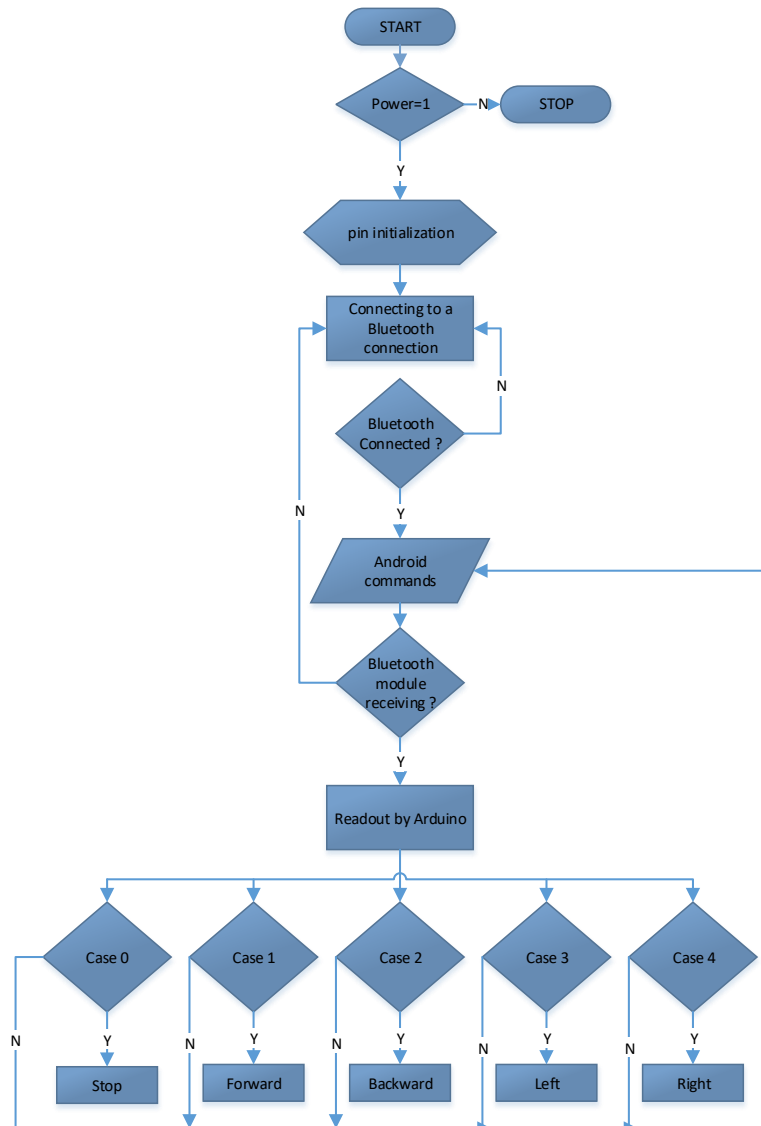 START
Power=1
N
STOP
Y
pin initialization
Connecting to a
Bluetooth
connection
N
Bluetooth
Connected ?
N
Y
Android
commands
Bluetooth
module
receiving ?
Y
Readout by Arduino
Case 0
Case 1
Case 2
Case 3
Case 4
N
Y
N
Y
N
Y
N
Y
N
Y
Stop
Forward
Backward
Left
Right